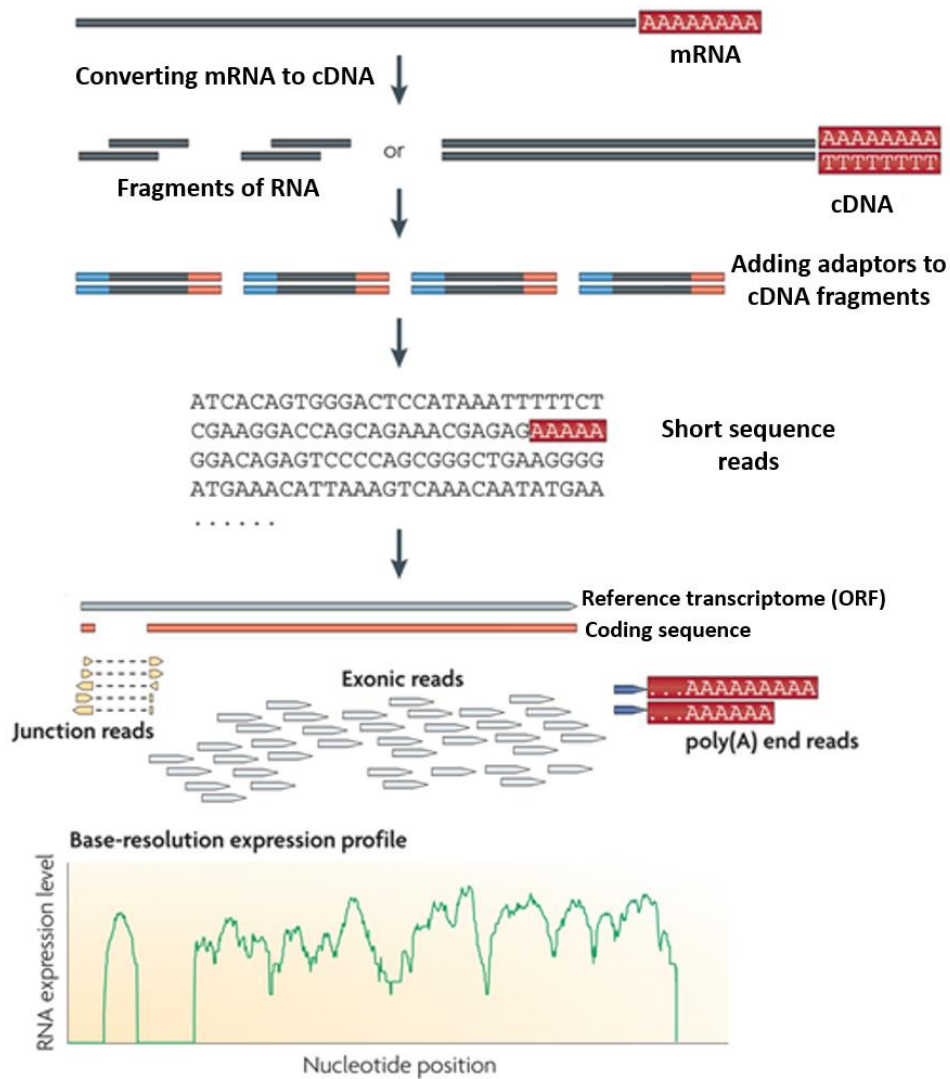 AAAAAAAA
mRNA
Converting mRNA to cDNA
or
AAAAAAAA
TTTTTTTT
Fragments of RNA
cDNA
Adding adaptors to
cDNA fragments
ATCACAGTGGGACTCCATAAATTTTTCT
CGAAGGACCAGCAGAAACGAGAGAAAAA
GGACAGAGTCCCCAGCGGGCTGAAGGGG
ATGAAACATTAAAGTCAAACAATATGAA
......
Short sequence
reads
Reference transcriptome (ORF)
Coding sequence
Exonic reads
...AAAAAAAAA
...AAAAAA
Junction reads
poly(A) end reads
Base-resolution expression profile
RNA expression level
Nucleotide position